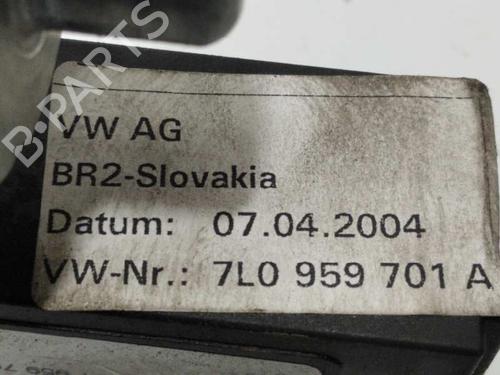 B-PARTS
VW AG
BR2-Slovakia
Datum: 07.04.2004
VW-Nr.: 7L0 959 701 A